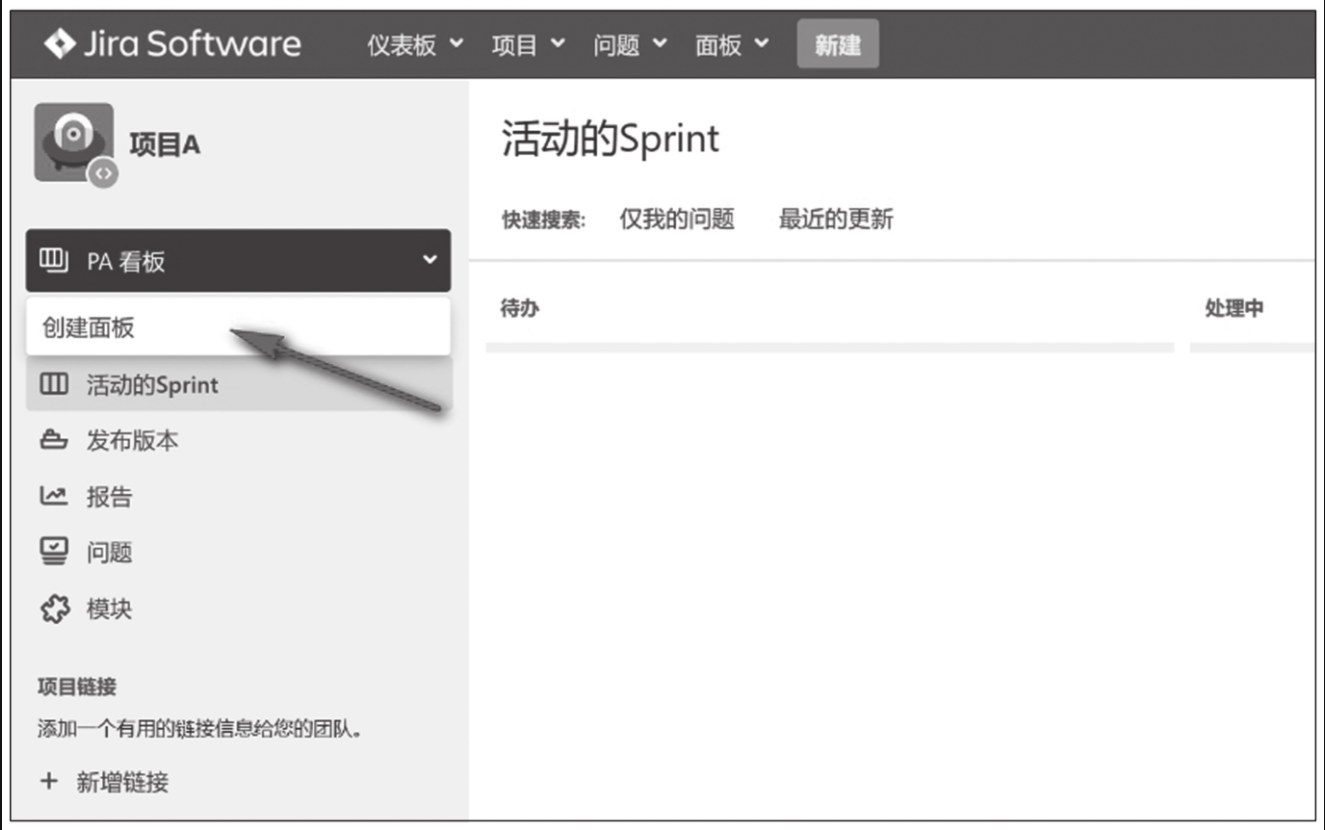 Jira Software 仪表板 项目 问题 面板 新建
项目A
PA 看板
创建面板
活动的Sprint
发布版本
报告
问题
模块
项目链接
添加一个有用的链接信息给您的团队。
+ 新增链接
活动的Sprint
快速搜索: 仅我的问题 最近的更新
待办 处理中